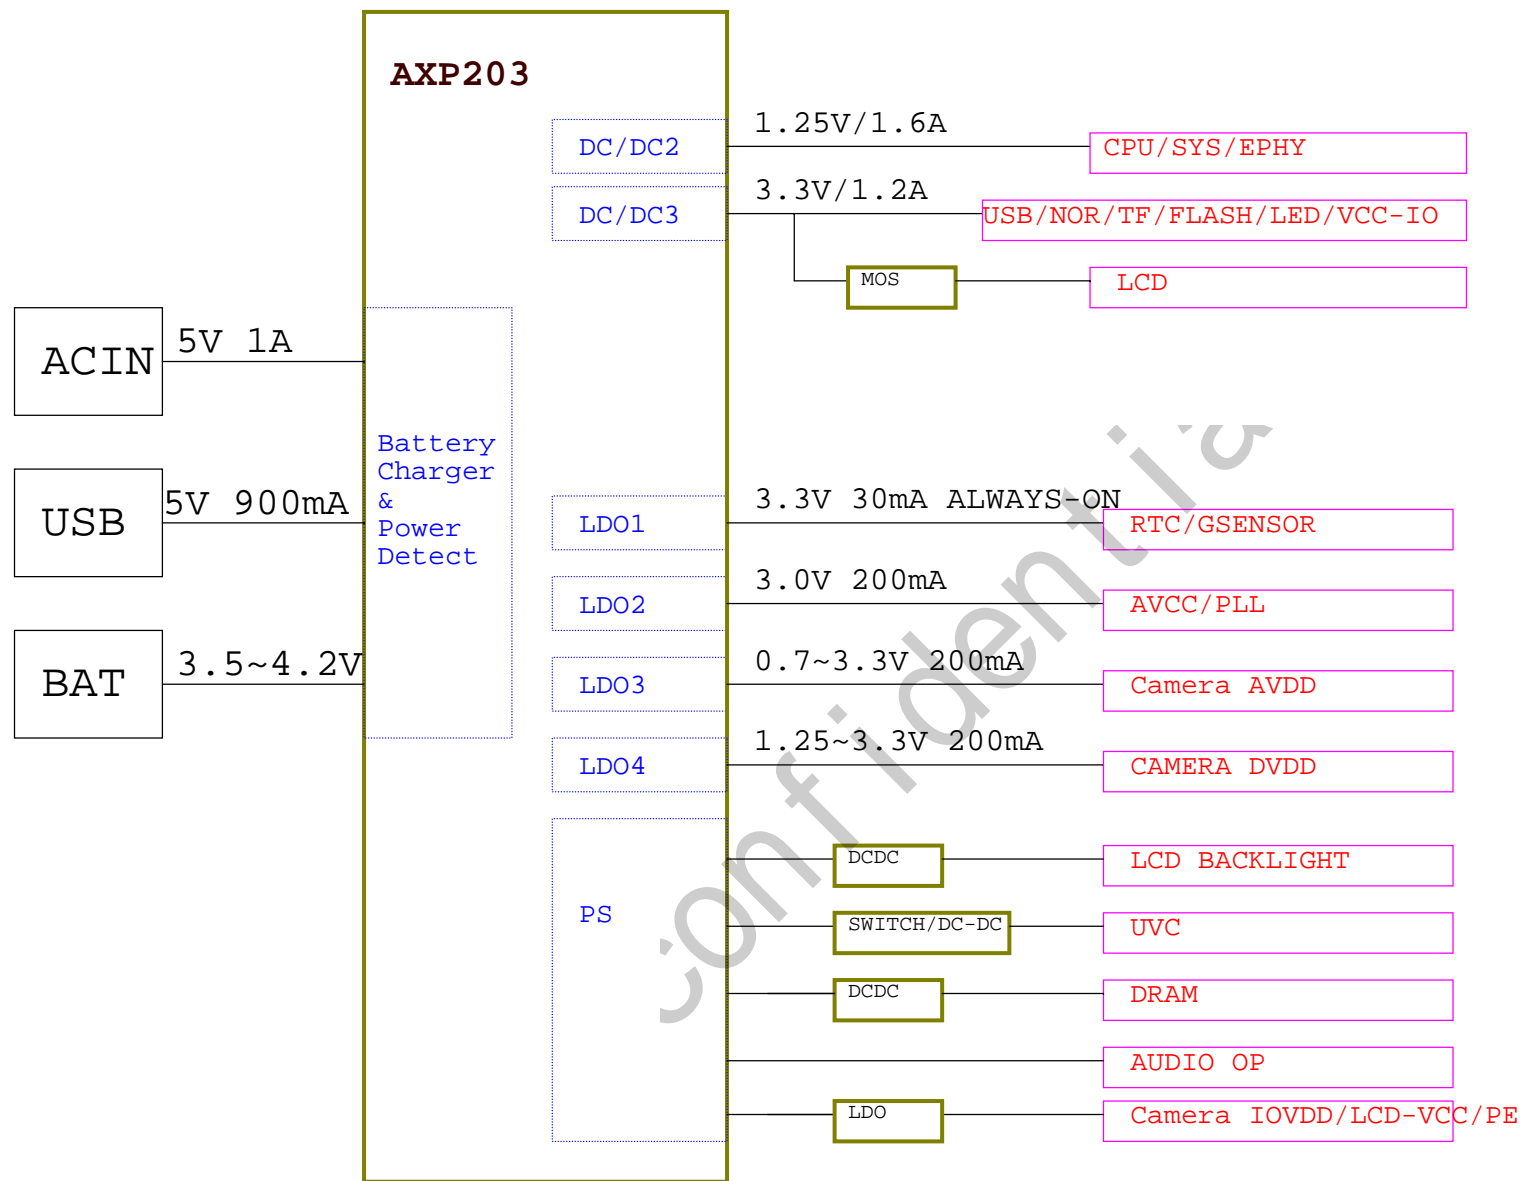 AXP203
DC/DC2
1.25V/1.6A
CPU/SYS/EPHY
DC/DC3
3.3V/1.2A
USB/NOR/TF/FLASH/LED/VCC-IO
MOS
LCD
ACIN
5V 1A
USB
5V 900mA
BAT
3.5~4.2V
Battery
Charger
&
Power
Detect
LDO1
3.3V 30mA ALWAYS-ON
RTC/GSENSOR
LDO2
3.0V 200mA
AVCC/PLL
LDO3
0.7~3.3V 200mA
Camera AVDD
LDO4
1.25~3.3V 200mA
CAMERA DVDD
PS
DCDC
LCD BACKLIGHT
SWITCH/DC-DC
UVC
DCDC
DRAM
AUDIO OP
LDO
Camera IOVDD/LCD-VCC/PE
confidentia